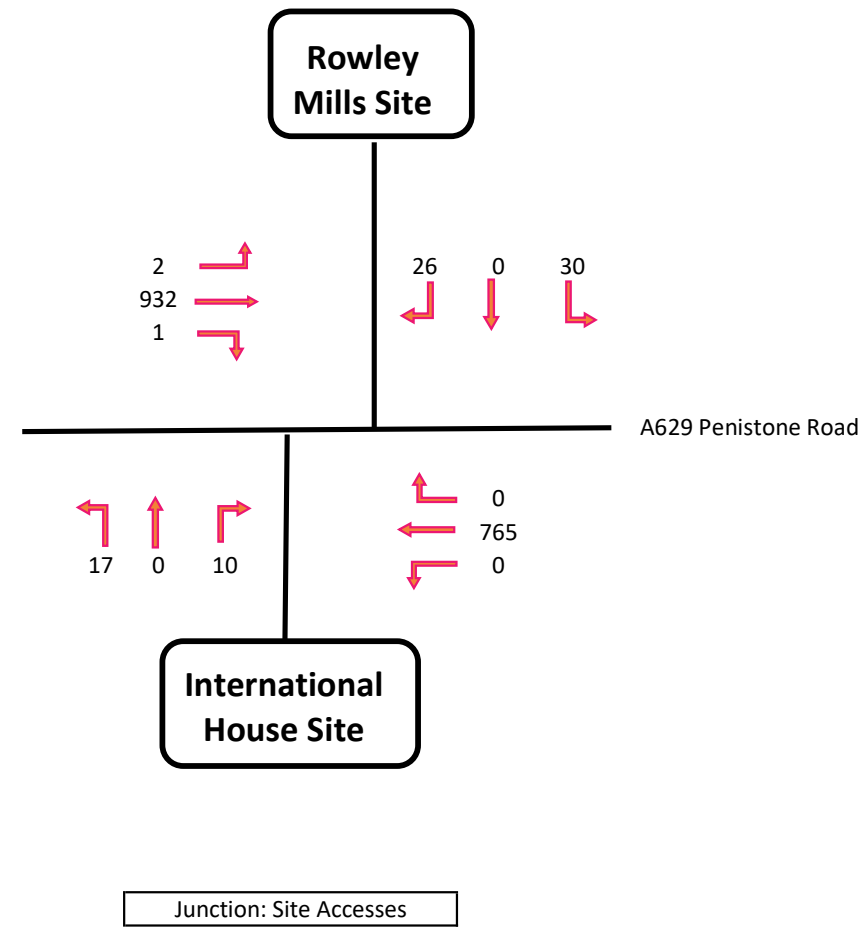 Rowley
Mills Site
2
26 0 30
932
1
A629 Penistone Road
0
765
17 0 10
0
International
House Site
Junction: Site Accesses